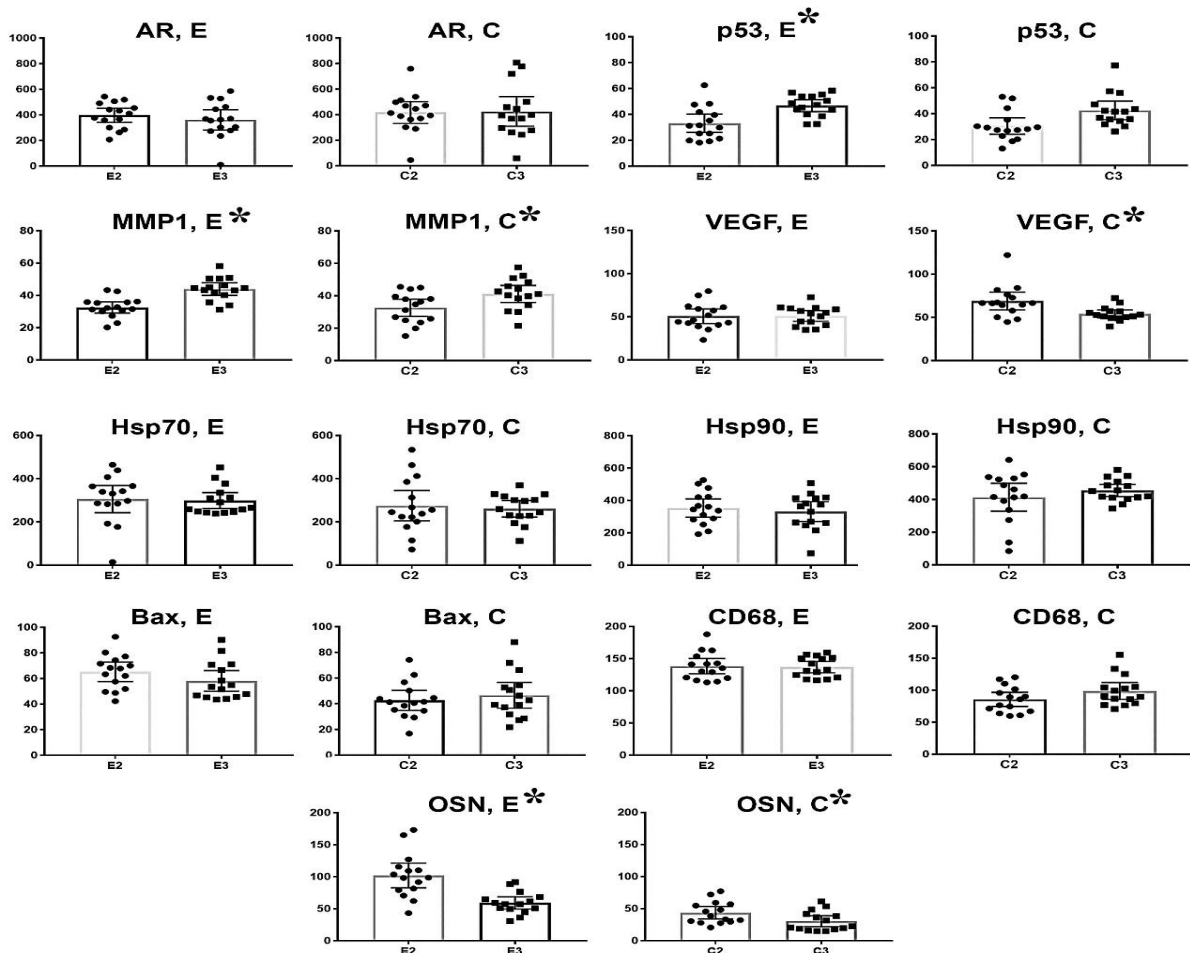 AR, E
1000
800
600
400
200
0
E2 E3
AR, C
1000
800
600
400
200
0
C2 C3
p53, E*
100
80
60
40
20
0
E2 E3
p53, C
100
80
60
40
20
0
C2 C3
MMP1, E*
80
60
40
20
0
E2 E3
MMP1, C*
80
60
40
20
0
C2 C3
VEGF, E
150
100
50
0
E2 E3
VEGF, C*
150
100
50
0
C2 C3
Hsp70, E
600
400
200
0
E2 E3
Hsp70, C
600
400
200
0
C2 C3
Hsp90, E
800
600
400
200
0
E2 E3
Hsp90, C
800
600
400
200
0
C2 C3
Bax, E
100
80
60
40
20
0
E2 E3
Bax, C
100
80
60
40
20
0
C2 C3
CD68, E
200
150
100
50
0
E2 E3
CD68, C
200
150
100
50
0
C2 C3
OSN, E*
200
150
100
50
0
E2 E3
OSN, C*
200
150
100
50
0
C2 C3